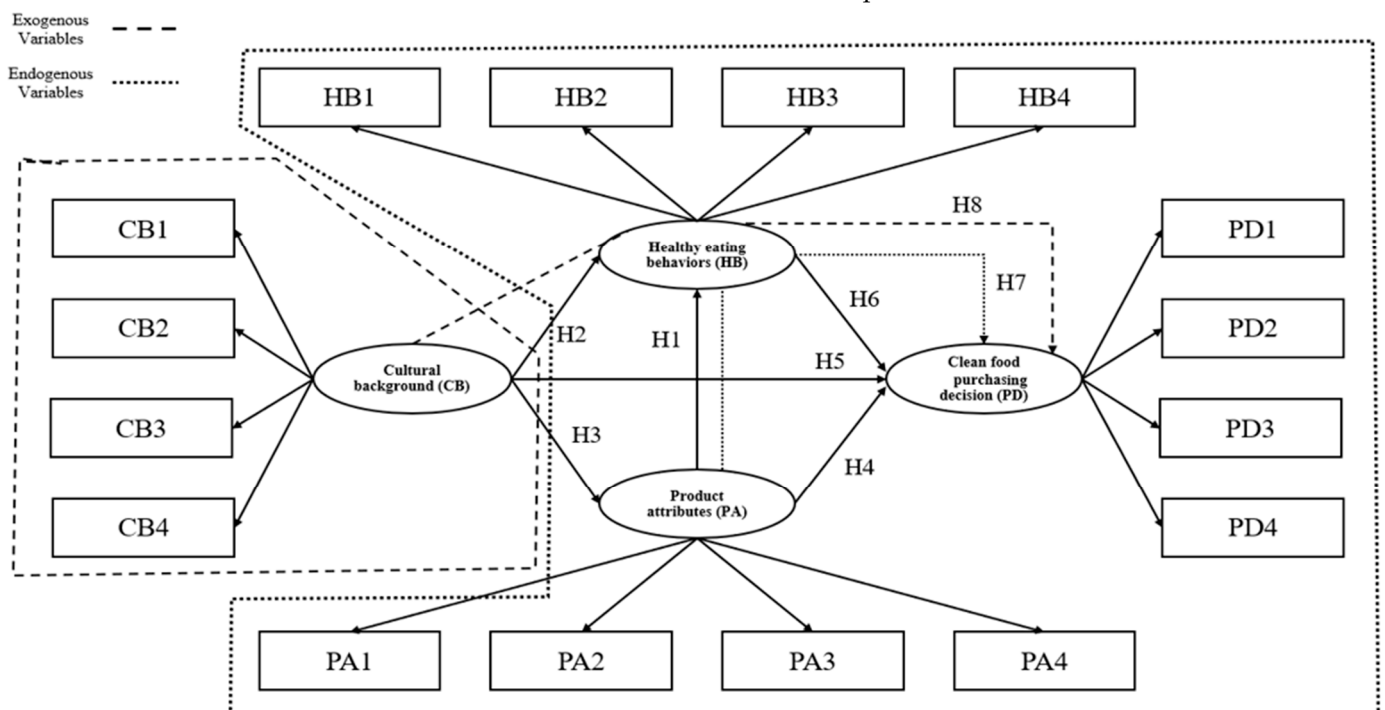 Exogenous
Variables
Endogenous
Variables
HB1
HB2
HB3
HB4
CB1
CB2
CB3
CB4
Healthy eating
behaviors (HB)
H8
H7
H6
H2
H1
H5
Cultural
background (CB)
Clean food
purchasing
decision (PD)
H3
H4
Product
attributes (PA)
PD1
PD2
PD3
PD4
PA1
PA2
PA3
PA4